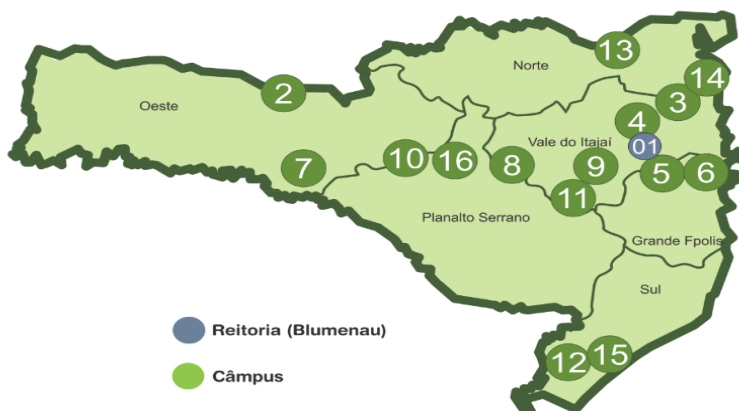 13
Norte
14
2
3
Oeste
4
Vale do Itajaí
01
10
16
8
9
5
6
7
11
Planalto Serrano
Grande Fpolis
Sul
Reitoria (Blumenau)
12
15
Câmpus